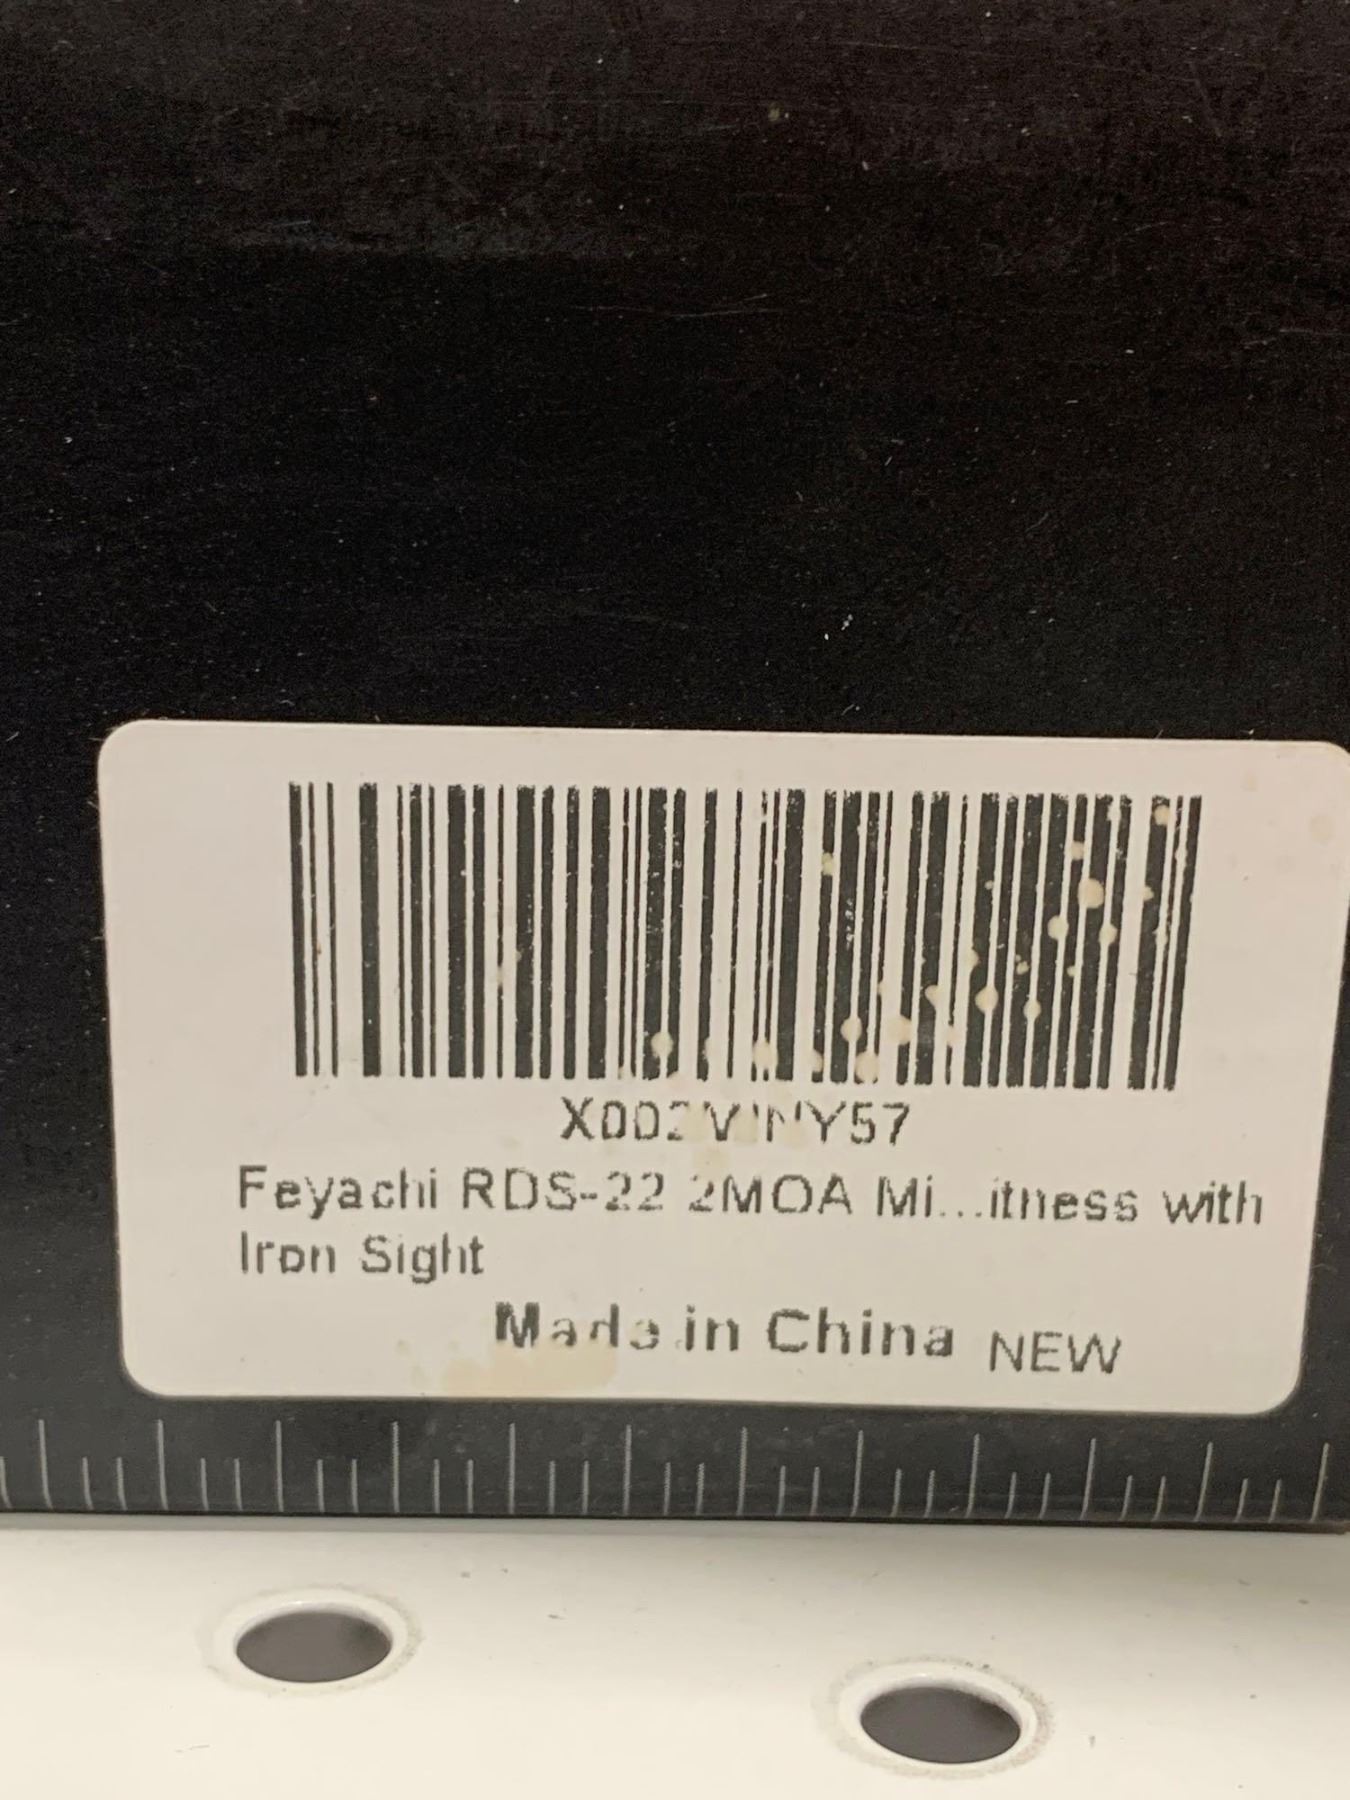 Feyachi RDS-22 2MOA Mi...itness with
Iron Sight
Made in China NEW